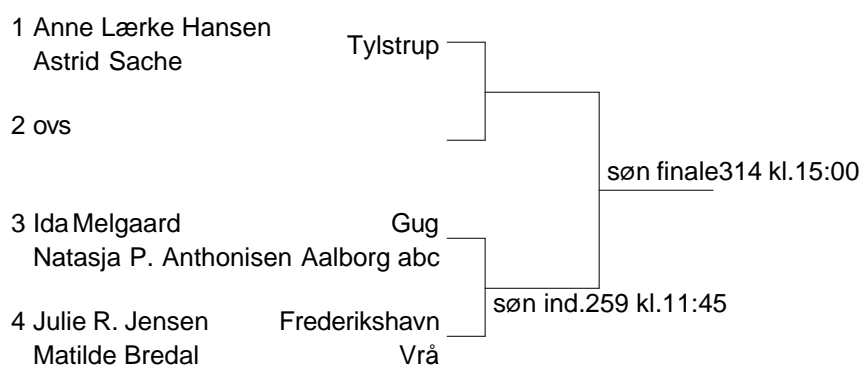 1 Anne Lærke Hansen Tylstrup
Astrid Sache
2 ovs
søn finale314 kl.15:00
3 Ida Melgaard Gug
Natasja P. Anthonisen Aalborg abc
søn ind.259 kl.11:45
4 Julie R. Jensen Frederikshavn
Matilde Bredal Vrå